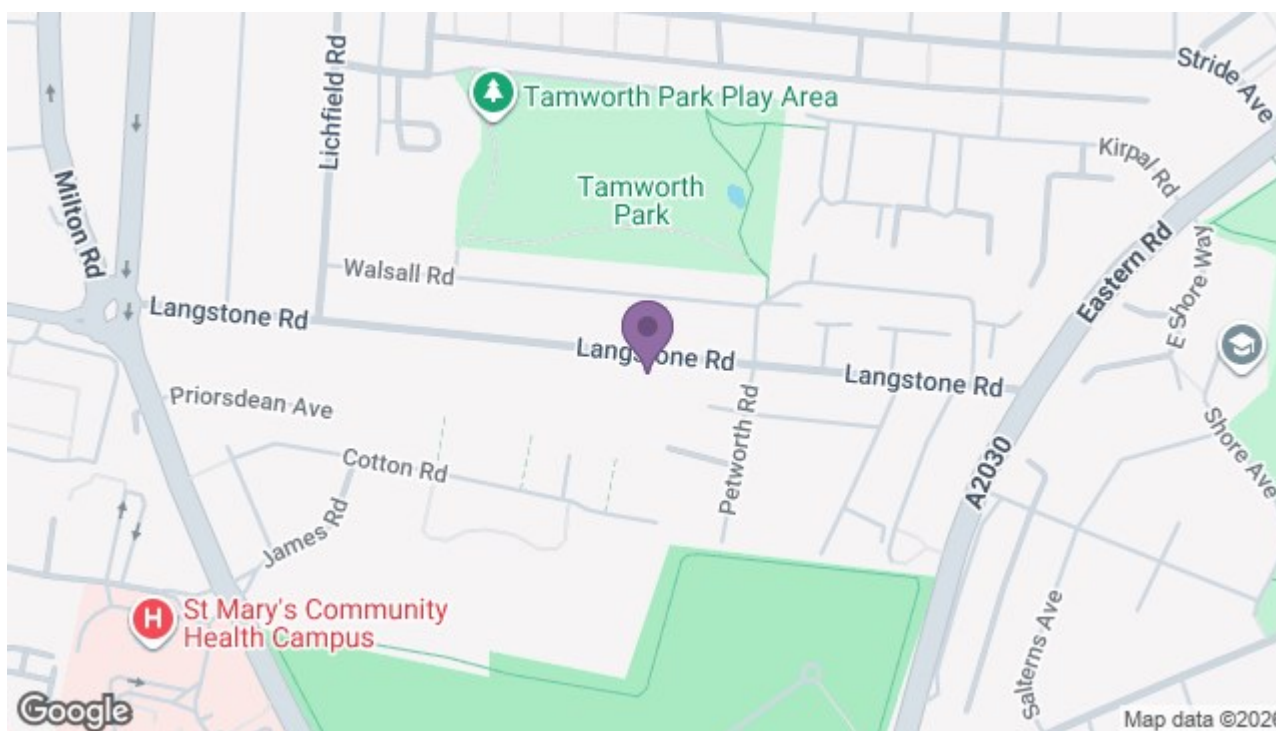 Stride Ave
Lichfield Rd
Tamworth Park Play Area
Kirpal Rd
Tamworth
Park
Milton Rd
Walsall Rd
Eastern Rd
E Shore Way
Langstone Rd
Langstone Rd
Langstone Rd
Priorsdean Ave
Petworth Rd
Shore Ave
Cotton Rd
A2030
James Rd
St Mary's Community
Health Campus
H
Salterns Ave
Google
Map data ©2026